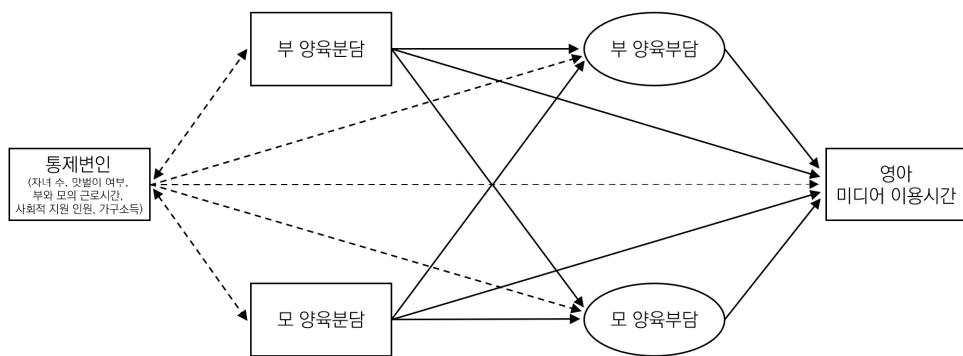 부 양육분담
부 양육부담
통제변인
(자녀 수, 맞벌이 여부,
부와 모의 근로시간,
사회적 지원 인원, 가구소득)
영아
미디어 이용시간
모 양육분담
모 양육부담